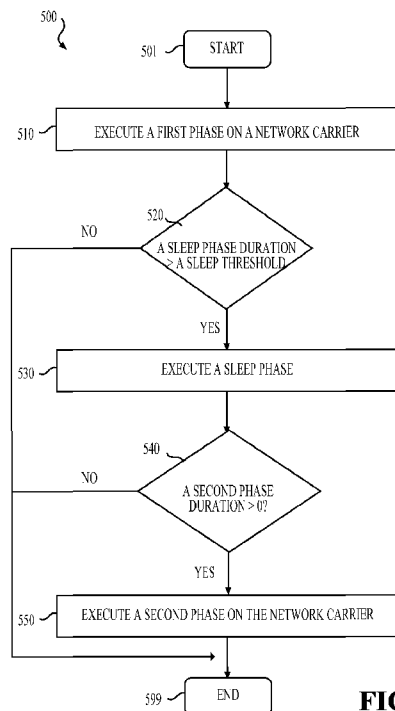 500
501
START
510
EXECUTE A FIRST PHASE ON A NETWORK CARRIER
520
NO
A SLEEP PHASE DURATION
> A SLEEP THRESHOLD
YES
530
EXECUTE A SLEEP PHASE
540
NO
A SECOND PHASE
DURATION > 0?
YES
550
EXECUTE A SECOND PHASE ON THE NETWORK CARRIER
599
END
FIG